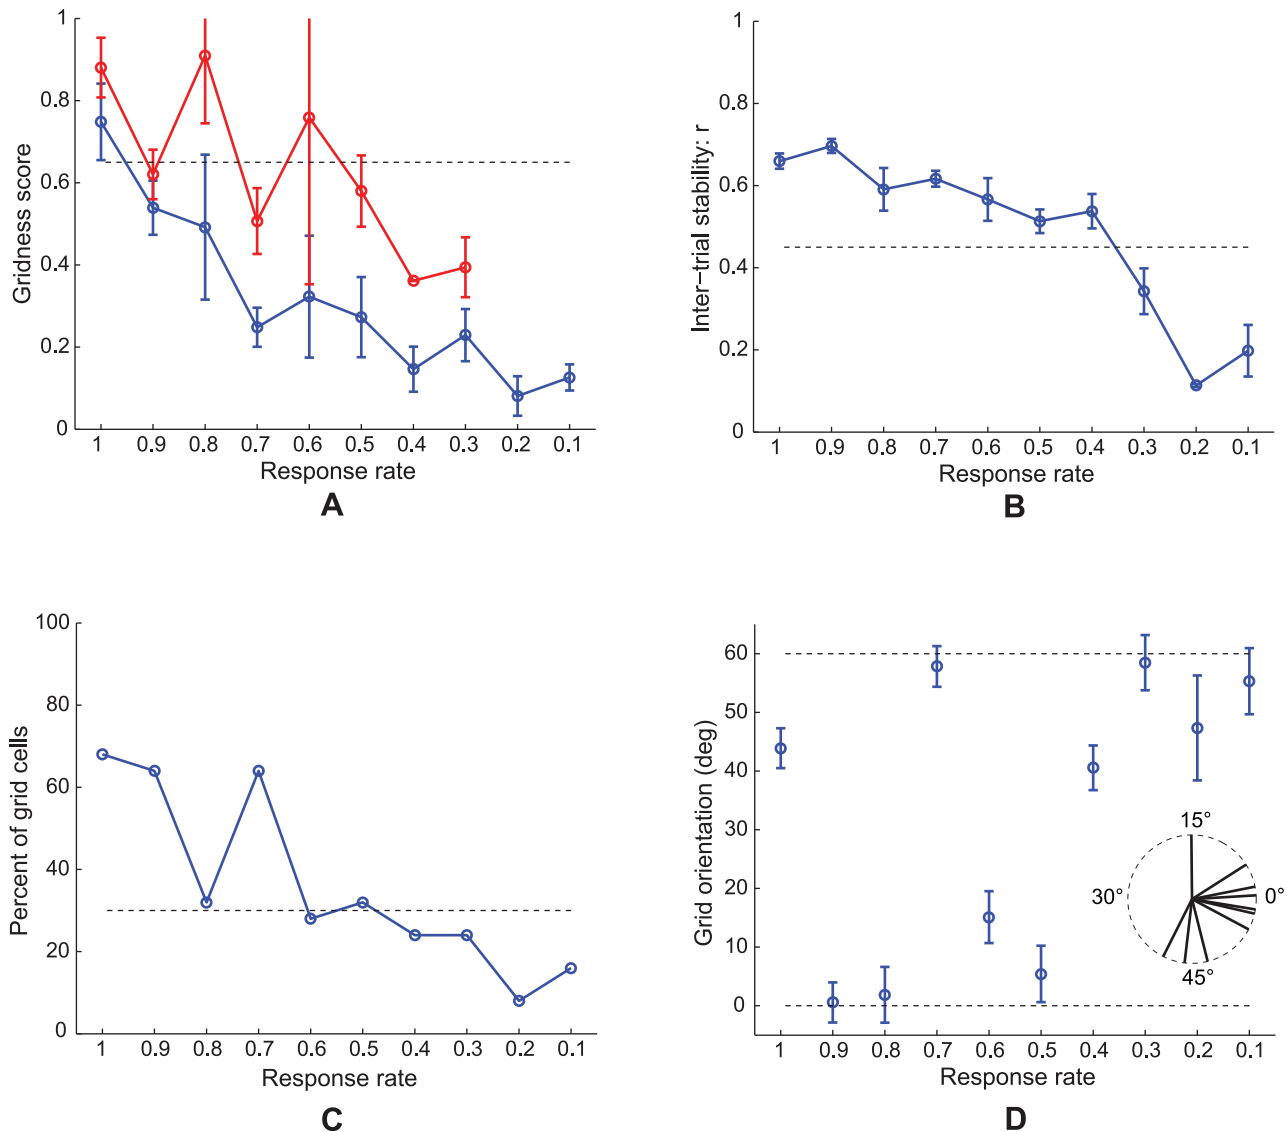 Gridness score
1
0.8
0.6
0.4
0.2
0
1 0.9 0.8 0.7 0.6 0.5 0.4 0.3 0.2 0.1
Response rate
A
Inter−trial stability: r
1
0.8
0.6
0.4
0.2
0
1 0.9 0.8 0.7 0.6 0.5 0.4 0.3 0.2 0.1
Response rate
B
Percent of grid cells
100
80
60
40
20
0
1 0.9 0.8 0.7 0.6 0.5 0.4 0.3 0.2 0.1
Response rate
C
Grid orientation (deg)
60
50
40
30
20
10
0
15°
30°
0°
45°
1 0.9 0.8 0.7 0.6 0.5 0.4 0.3 0.2 0.1
Response rate
D